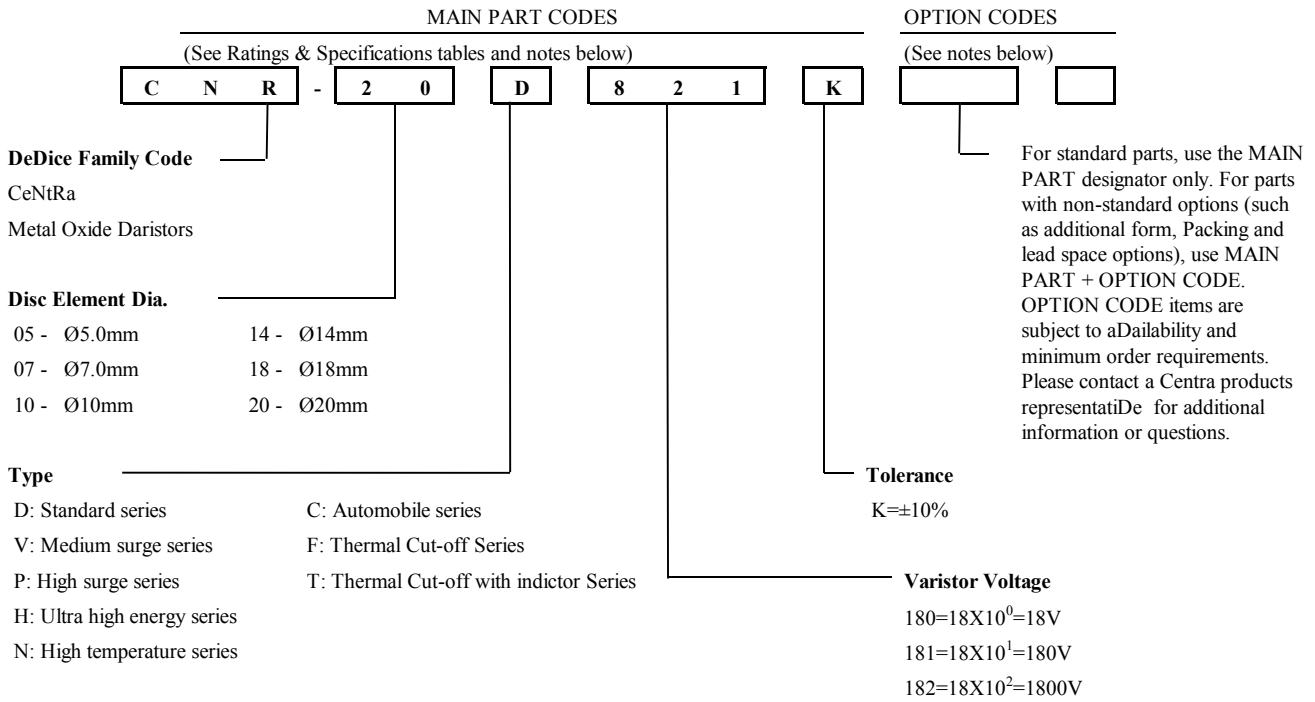 MAIN PART CODES OPTION CODES
(See Ratings & Specifications tables and notes below) (See notes below)
C N R - 2 0 D 8 2 1 K
DeDice Family Code
CeNtRa
Metal Oxide Daristors
For standard parts, use the MAIN
PART designator only. For parts
with non-standard options (such
as additional form, Packing and
lead space options), use MAIN
PART + OPTION CODE.
OPTION CODE items are
subject to aDailability and
minimum order requirements.
Please contact a Centra products
representatiDe for additional
information or questions.
Disc Element Dia.
05 - Ø5.0mm 14 - Ø14mm
07 - Ø7.0mm 18 - Ø18mm
10 - Ø10mm 20 - Ø20mm
Type
D: Standard series C: Automobile series
V: Medium surge series F: Thermal Cut-off Series
P: High surge series T: Thermal Cut-off with indictor Series
H: Ultra high energy series
N: High temperature series
Tolerance
K=±10%
Varistor Voltage
180=18X10⁰=18V
181=18X10¹=180V
182=18X10²=1800V